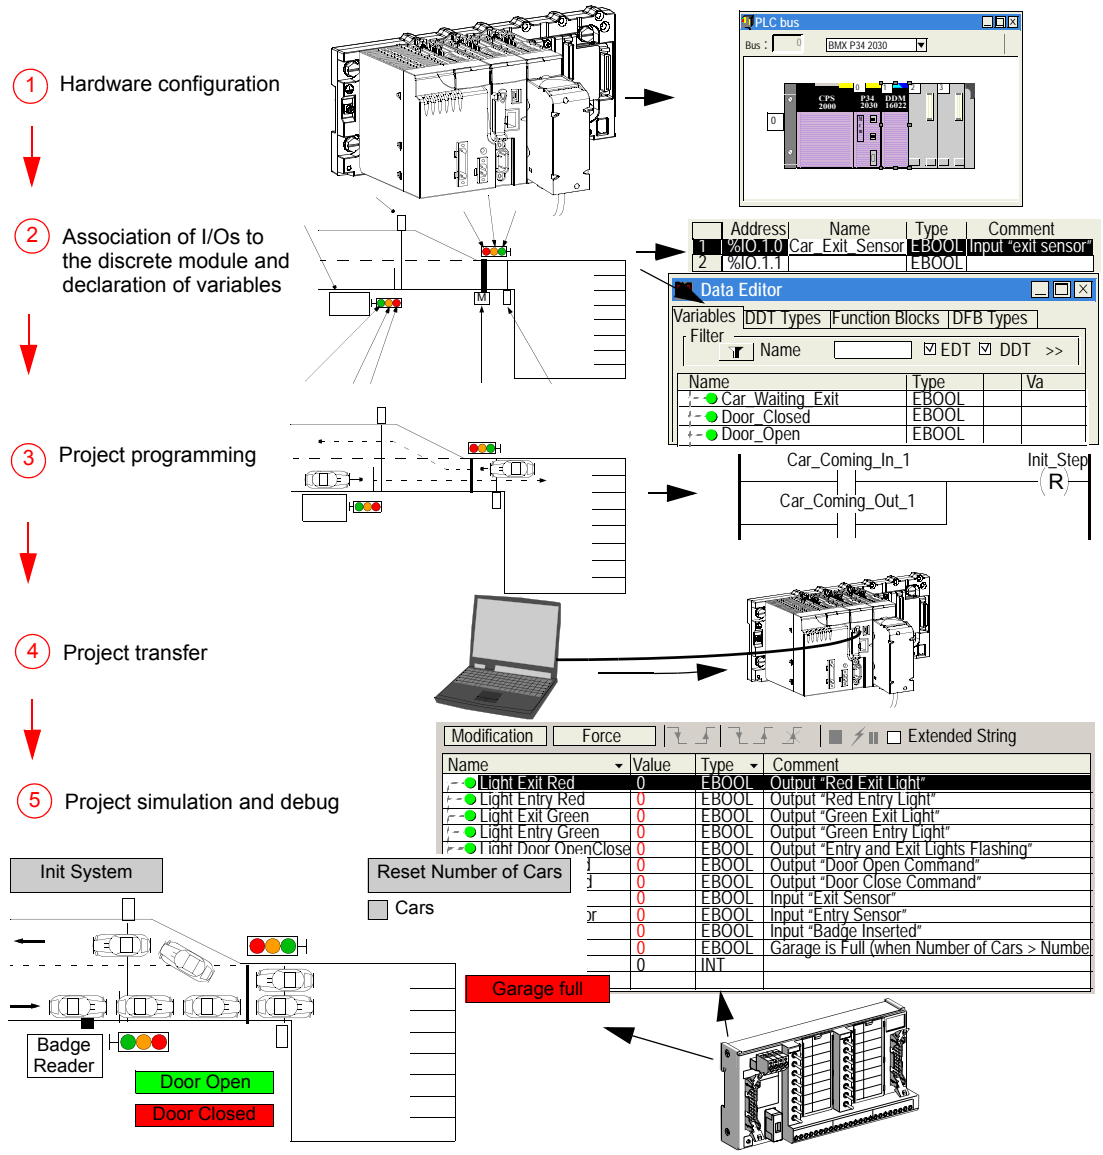 1 Hardware configuration
PLC bus
Bus : 0 BMX P34 2030
0 1 2 3
CPS P34 DDM
2000 2030 16022
0
2 Association of I/Os to
the discrete module and
declaration of variables
M
Address Name Type Comment
1 %IO.1.0 Car_Exit_Sensor EBOOL Input "exit sensor"
2 %IO.1.1 EBOOL
Data Editor
Variables DDT Types Function Blocks DFB Types
Filter
Name EDT DDT >>
Name Type Va
Car_Waiting_Exit EBOOL
Door_Closed EBOOL
Door_Open EBOOL
3 Project programming
Car_Coming_In_1 Init_Step
(R)
Car_Coming_Out_1
4 Project transfer
5 Project simulation and debug
Modification Force Extended String
Name Value Type Comment
Light Exit Red 0 EBOOL Output "Red Exit Light"
Light Entry Red 0 EBOOL Output "Red Entry Light"
Light Exit Green 0 EBOOL Output "Green Exit Light"
Light Entry Green 0 EBOOL Output "Green Entry Light"
Light Door OpenClose 0 EBOOL Output "Entry and Exit Lights Flashing"
0 EBOOL Output "Door Open Command"
d 0 EBOOL Output "Door Close Command"
0 EBOOL Input "Exit Sensor"
or 0 EBOOL Input "Entry Sensor"
0 EBOOL Input "Badge Inserted"
0 EBOOL Garage is Full (when Number of Cars > Numbe
0 INT
Init System
Reset Number of Cars
Cars
Garage full
Badge
Reader
Door Open
Door Closed